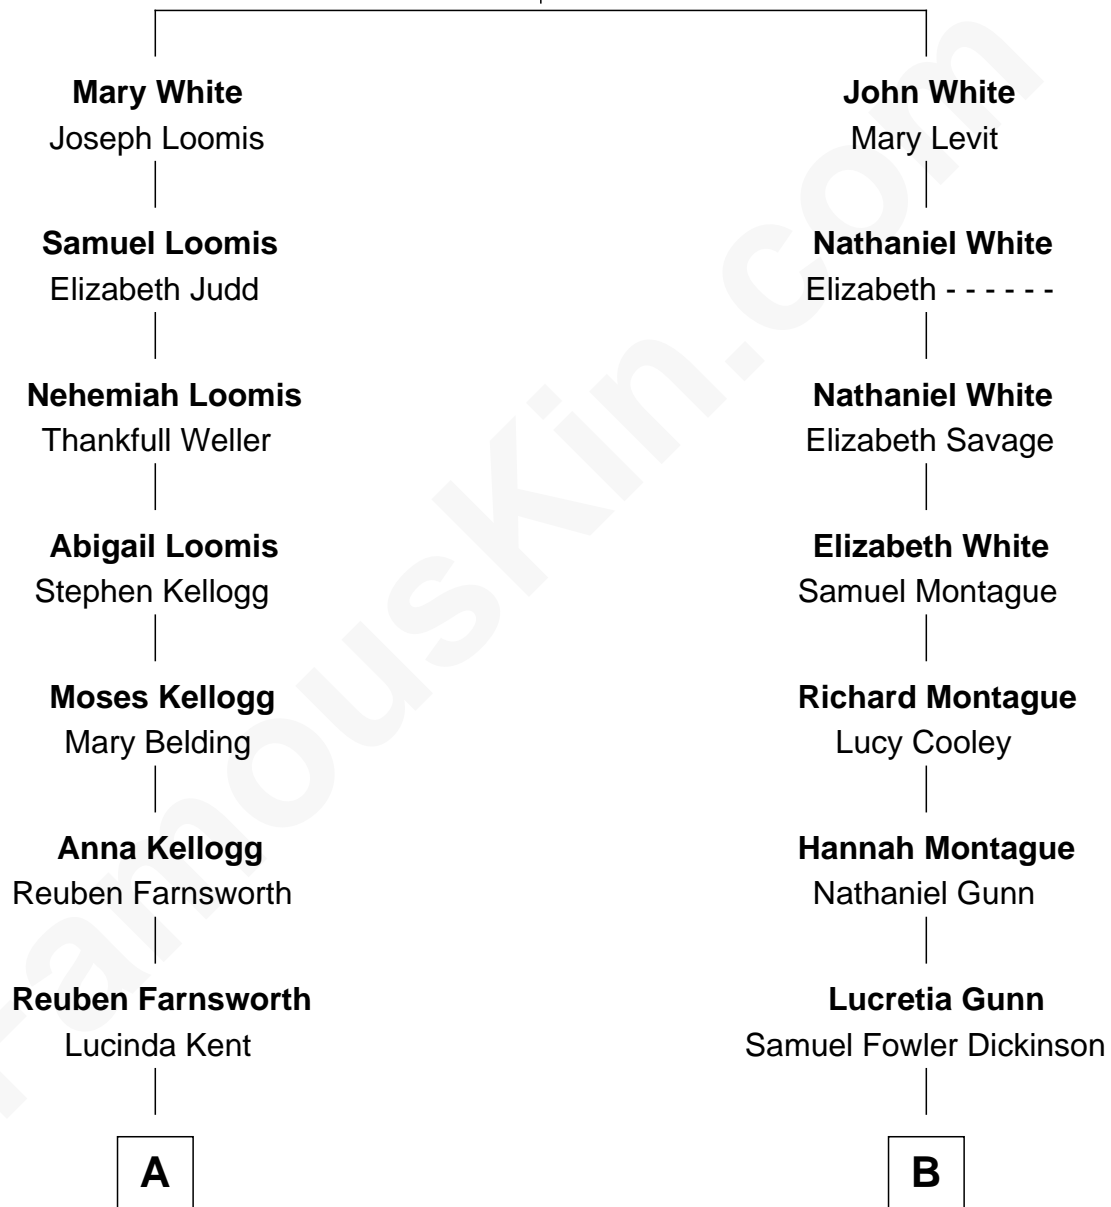 Mary White
Joseph Loomis
Samuel Loomis
Elizabeth Judd
Nehemiah Loomis
Thankfull Weller
Abigail Loomis
Stephen Kellogg
Moses Kellogg
Mary Belding
Anna Kellogg
Reuben Farnsworth
Reuben Farnsworth
Lucinda Kent
A
John White
Mary Levit
Nathaniel White
Elizabeth - - - - - -
Nathaniel White
Elizabeth Savage
Elizabeth White
Samuel Montague
Richard Montague
Lucy Cooley
Hannah Montague
Nathaniel Gunn
Lucretia Gunn
Samuel Fowler Dickinson
B
FamousKin.com